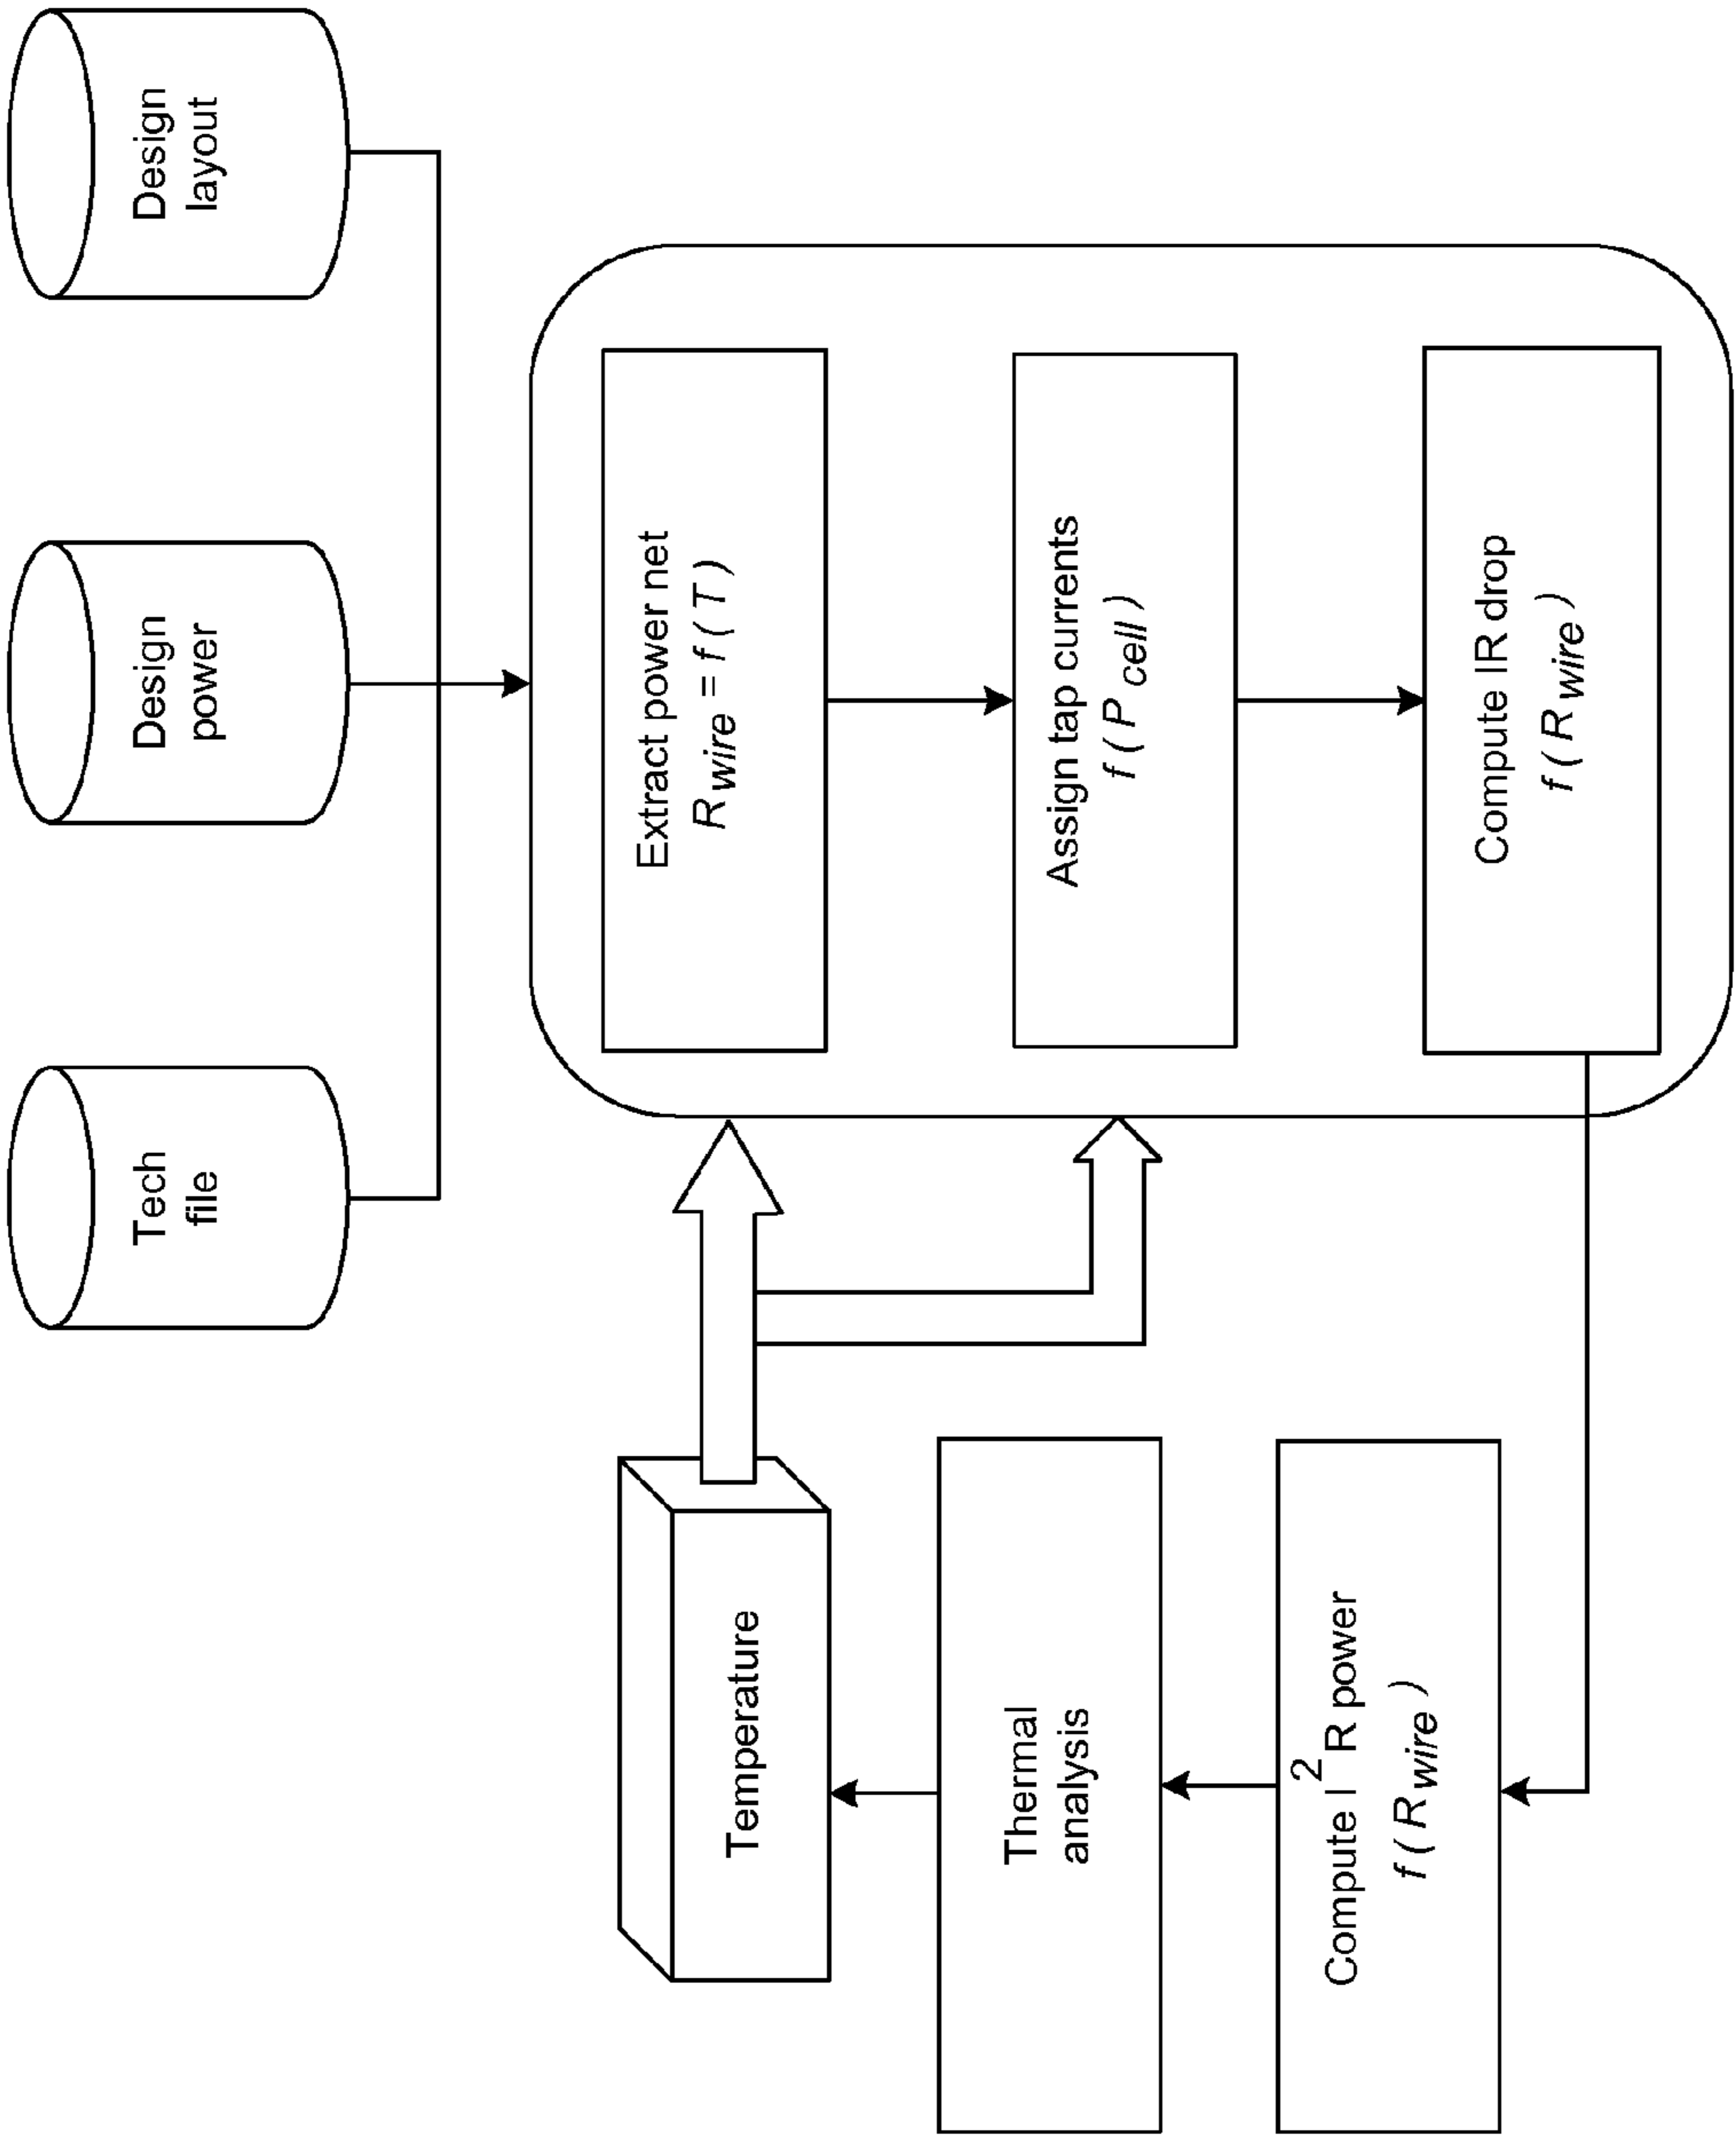 Tech
file
Design
power
Design
layout
Extract power net
R wire = f ( T )
Assign tap currents
f ( P cell )
Compute IR drop
f ( R wire )
Temperature
Thermal
analysis
Compute I² R power
f ( R wire )